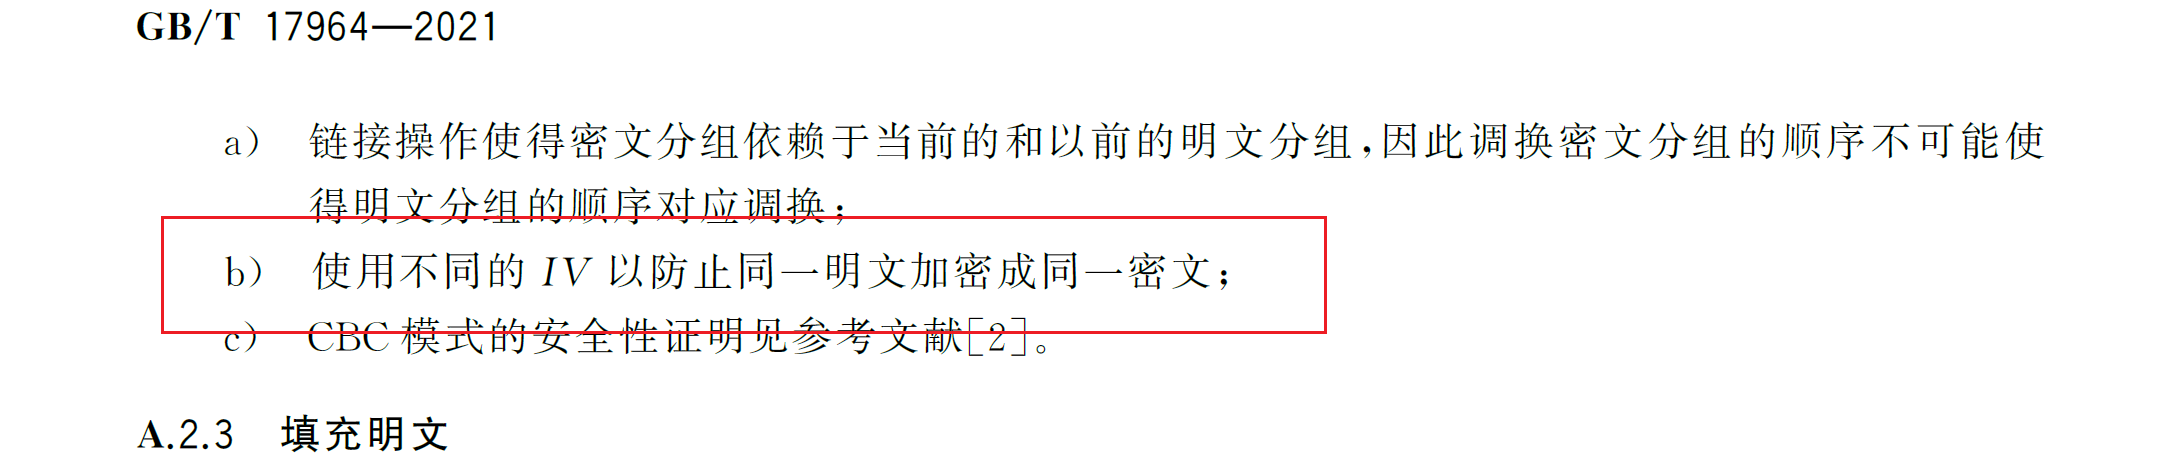 GB/T 17964—2021
a) 链接操作使得密文分组依赖于当前的和以前的明文分组,因此调换密文分组的顺序不可能使
得明文分组的顺序对应调换;
b) 使用不同的 IV 以防止同一明文加密成同一密文;
c) CBC 模式的安全性证明见参考文献[2]。
A.2.3 填充明文